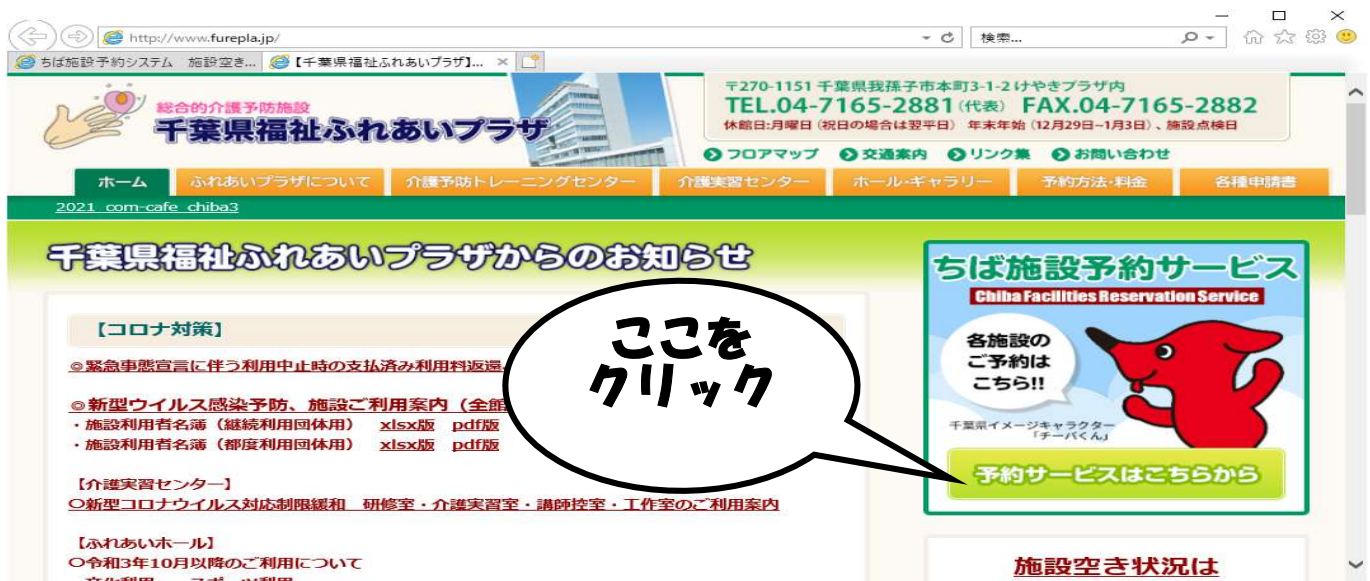 http://www.furepla.jp/
検索...
ちば施設予約システム 施設空き...
【千葉県福祉ふれあいプラザ】...
総合的介護予防施設
千葉県福祉ふれあいプラザ
〒270-1151 千葉県我孫子市本町3-1-2 けやきプラザ内
TEL.04-7165-2881(代表) FAX.04-7165-2882
休館日:月曜日(祝日の場合は翌平日) 年末年始(12月29日~1月3日)、施設点検日
フロアマップ 交通案内 リンク集 お問い合わせ
ホーム ふれあいプラザについて 介護予防トレーニングセンター 介護実習センター ホール・ギャラリー 予約方法・料金 各種申請書
2021_com-cafe_chiba3
千葉県福祉ふれあいプラザからのお知らせ
【コロナ対策】
◎緊急事態宣言に伴う利用中止時の支払済み利用料返還
◎新型ウイルス感染予防、施設ご利用案内(全館
・施設利用者名簿(継続利用団体用) xlsx版 pdf版
・施設利用者名簿(都度利用団体用) xlsx版 pdf版
【介護実習センター】
〇新型コロナウイルス対応制限緩和 研修室・介護実習室・講師控室・工作室のご利用案内
【ふれあいホール】
〇令和3年10月以降のご利用について
ここを
クリック
ちば施設予約サービス
Chiba Facilities Reservation Service
各施設の
ご予約は
こちら!!
千葉県イメージキャラクター
「チーバくん」
予約サービスはこちらから
施設空き状況は